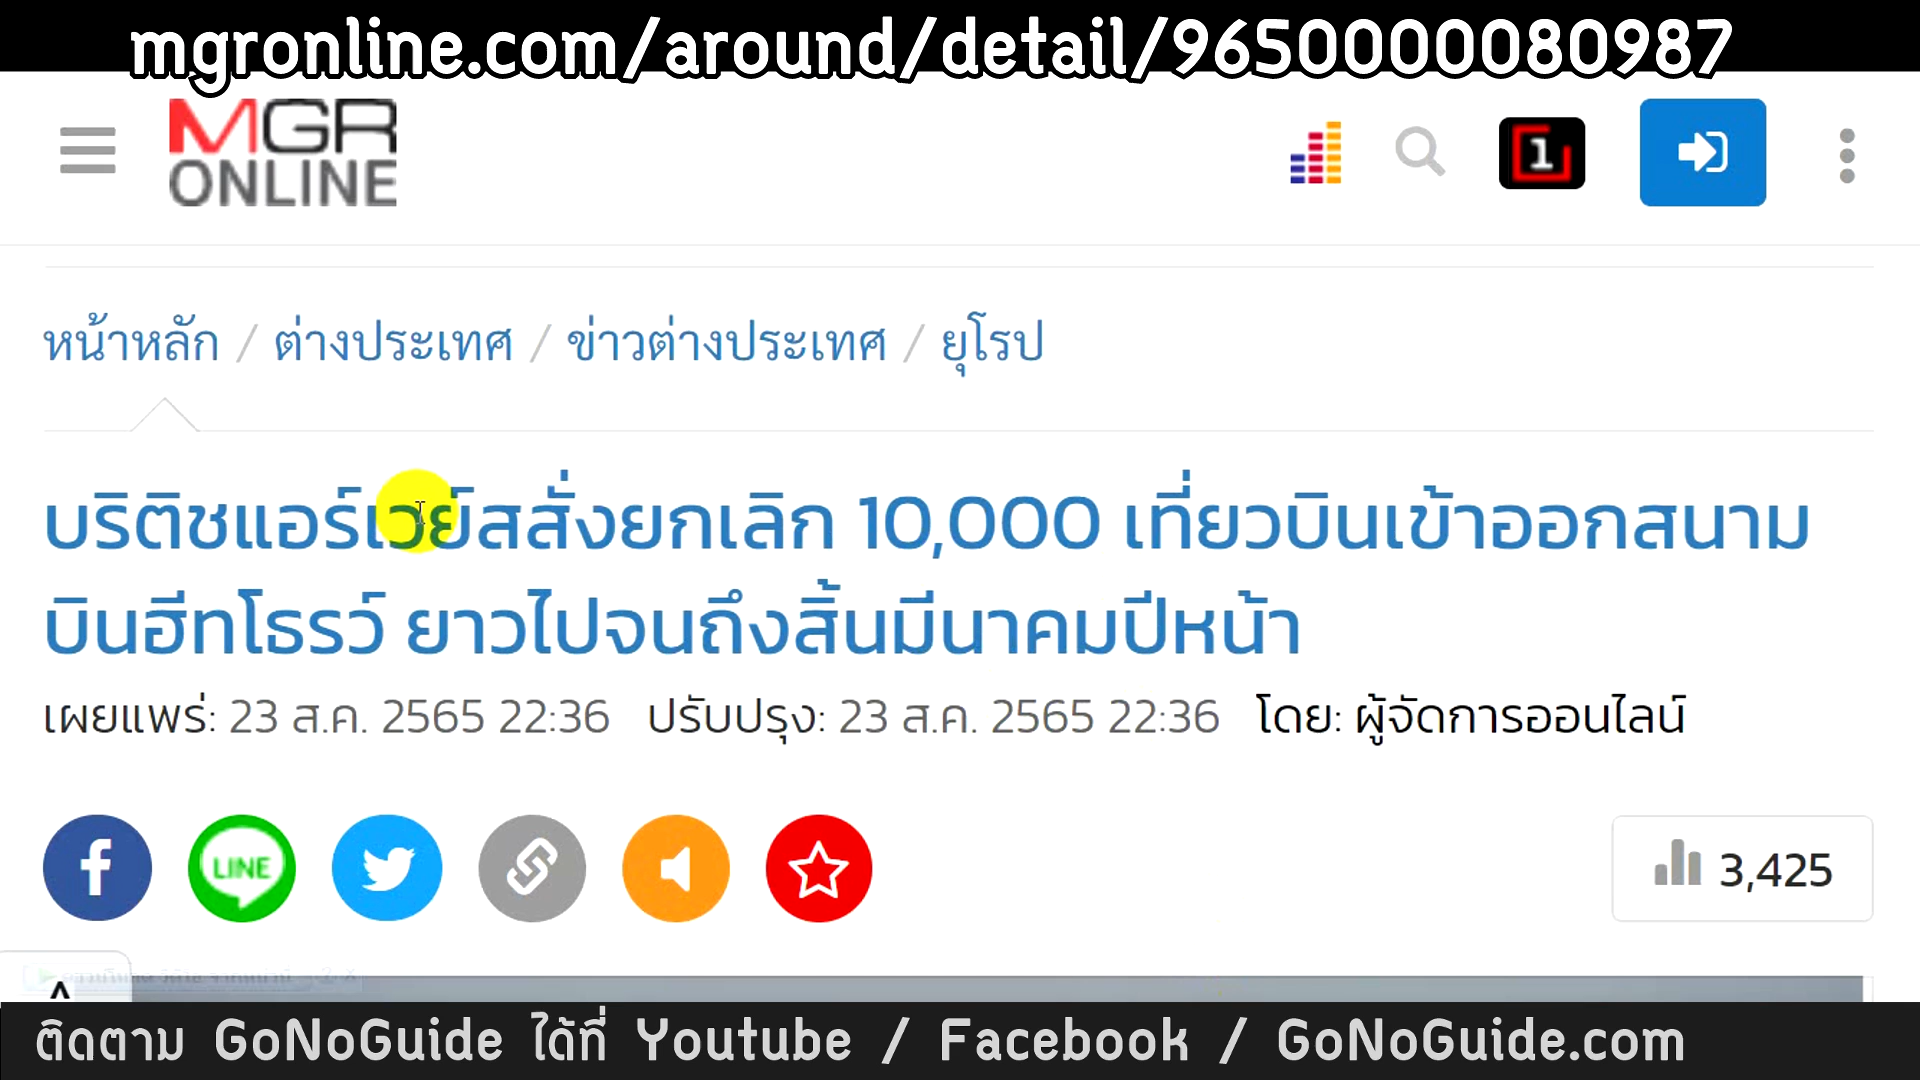 mgronline.com/around/detail/9650000080987
MGR
ONLINE
1
หน้าหลัก / ต่างประเทศ / ข่าวต่างประเทศ / ยุโรป
บริติชแอร์เวย์สสั่งยกเลิก 10,000 เที่ยวบินเข้าออกสนาม
บินฮีทโธรว์ ยาวไปจนถึงสิ้นมีนาคมปีหน้า
เผยแพร่: 23 ส.ค. 2565 22:36 ปรับปรุง: 23 ส.ค. 2565 22:36 โดย: ผู้จัดการออนไลน์
LINE
3,425
ติดตาม GoNoGuide ได้ที่ Youtube / Facebook / GoNoGuide.com